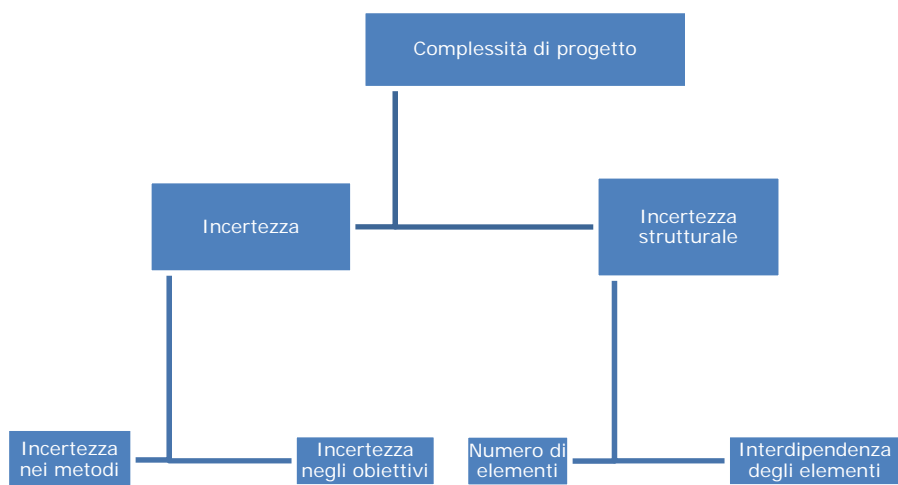 Complessità di progetto
Incertezza
Incertezza
strutturale
Incertezza
nei metodi
Incertezza
negli obiettivi
Numero di
elementi
Interdipendenza
degli elementi